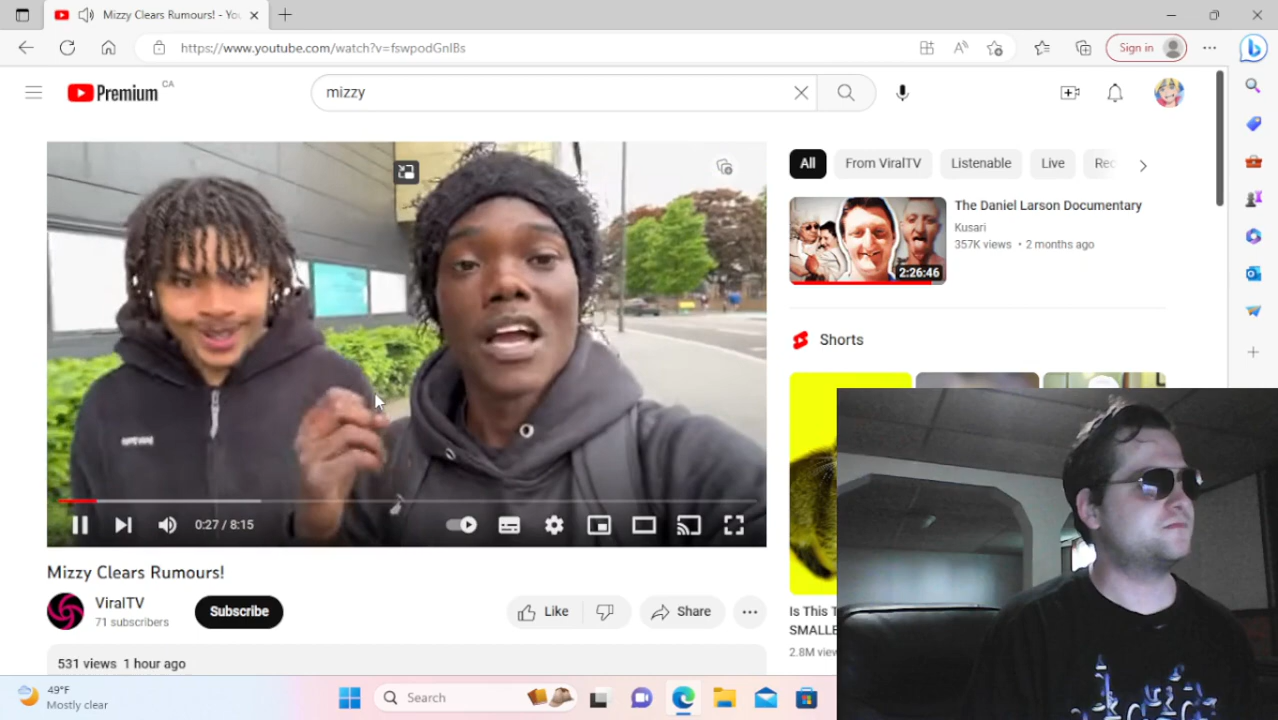 Mizzy Clears Rumours! - You
https://www.youtube.com/watch?v=fswpodGnIBs
Sign in
Premium CA
mizzy
All
From ViralTV
Listenable
Live
Rec
The Daniel Larson Documentary
Kusari
357K views • 2 months ago
2:26:46
Shorts
0:27 / 8:15
Mizzy Clears Rumours!
ViralTV
71 subscribers
Subscribe
Like
Share
Is This T
SMALLE
2.8M view
531 views 1 hour ago
49°F
Mostly clear
Search